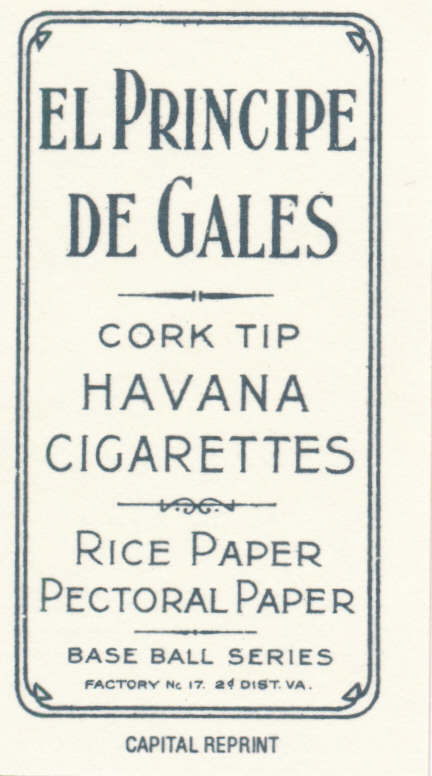 EL PRINCIPE
DE GALES
CORK TIP
HAVANA
CIGARETTES
RICE PAPER
PECTORAL PAPER
BASE BALL SERIES
FACTORY No 17. 2d DIST. VA.
CAPITAL REPRINT